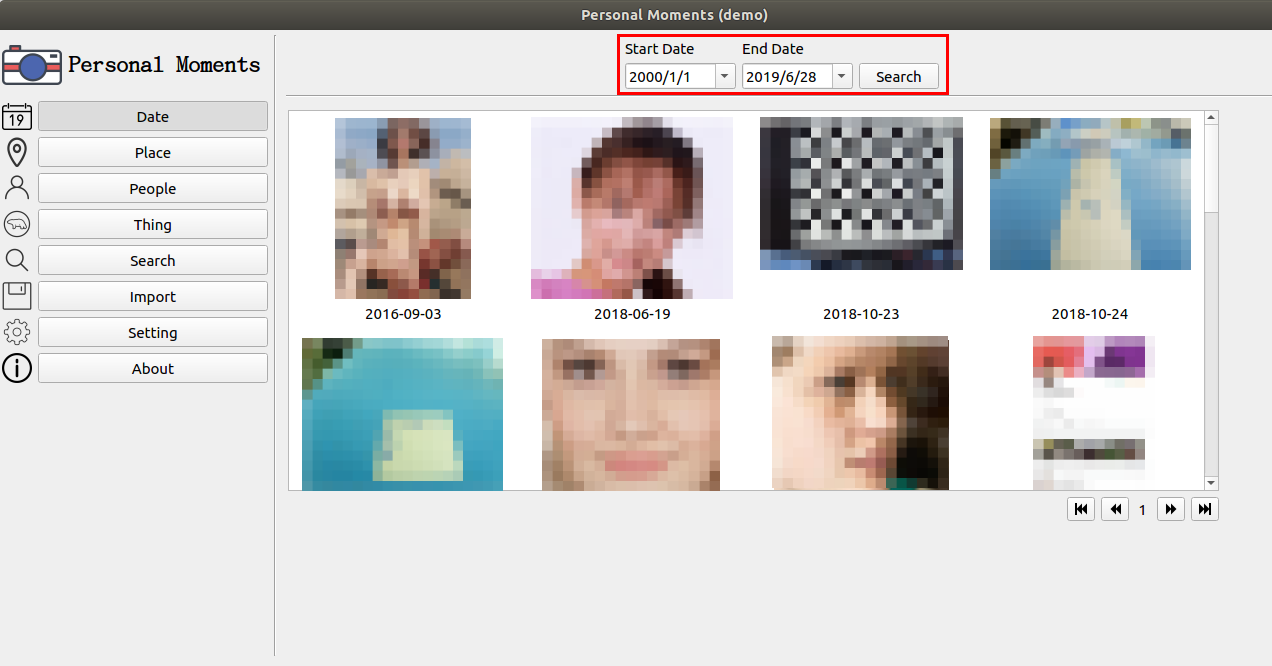 Personal Moments (demo)
Personal Moments
19
Date
Place
People
Thing
Search
Import
Setting
About
Start Date End Date
2000/1/1 2019/6/28 Search
2016-09-03 2018-06-19 2018-10-23 2018-10-24
1